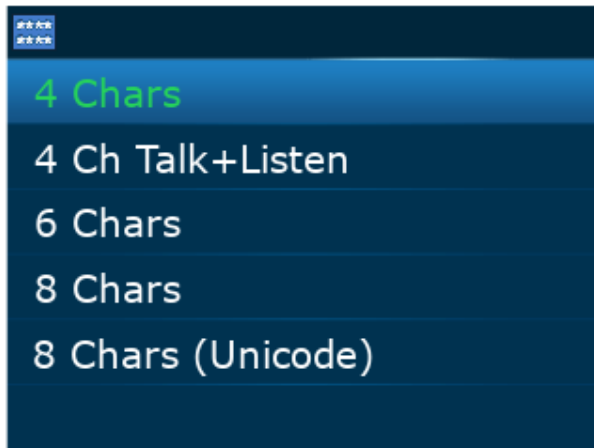 4 Chars
4 Ch Talk+Listen
6 Chars
8 Chars
8 Chars (Unicode)